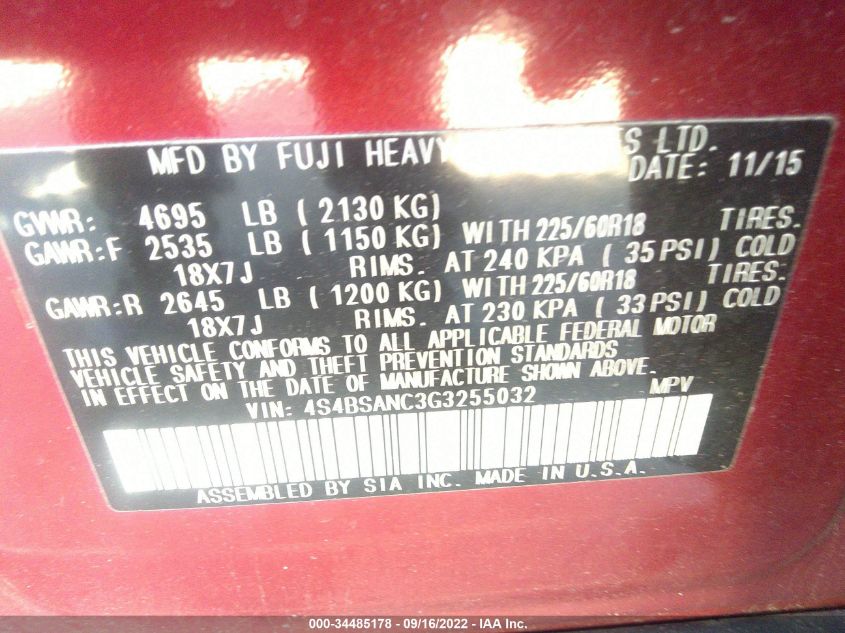 MFD BY FUJI HEAVY S LTD.
DATE: 11/15
GVWR: 4695 LB ( 2130 KG)
GAWR:F 2535 LB ( 1150 KG) WITH 225/60R18 TIRES.
18X7J RIMS. AT 240 KPA ( 35 PSI) COLD
GAWR:R 2645 LB ( 1200 KG) WITH 225/60R18 TIRES.
18X7J RIMS. AT 230 KPA ( 33 PSI) COLD
THIS VEHICLE CONFORMS TO ALL APPLICABLE FEDERAL MOTOR
VEHICLE SAFETY AND THEFT PREVENTION STANDARDS
IN EFFECT ON THE DATE OF MANUFACTURE SHOWN ABOVE.
VIN: 4S4BSANC3G3255032 MPV
ASSEMBLED BY SIA INC. MADE IN U.S.A.
000-34485178 - 09/16/2022 - IAA Inc.